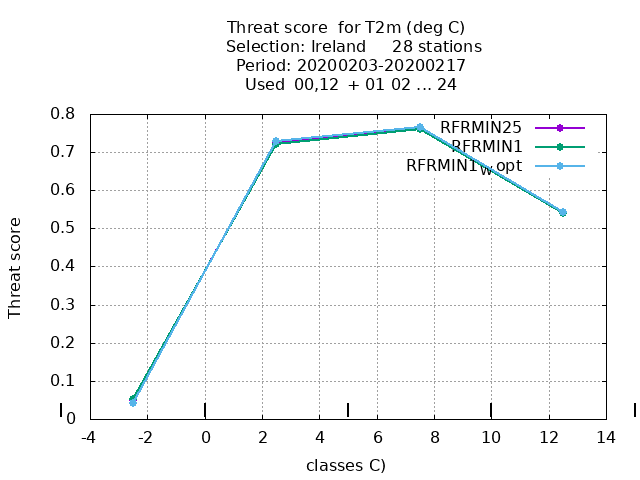 Threat score for T2m (deg C)
Selection: Ireland 28 stations
Period: 20200203-20200217
Used 00,12 + 01 02 ... 24
RFRMIN25
RFRMIN1
RFRMIN1wopt
Threat score
0.8
0.7
0.6
0.5
0.4
0.3
0.2
0.1
0
-4 -2 0 2 4 6 8 10 12 14
classes C)